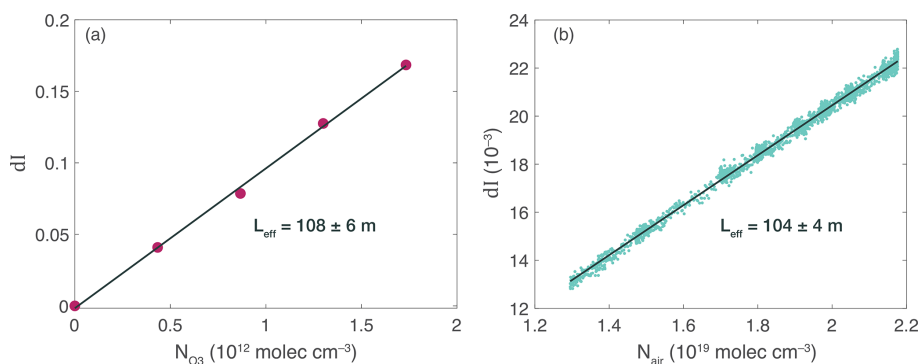 (a)
0.2
0.15
0.1
0.05
0
dI
L_eff = 108 ± 6 m
0 0.5 1 1.5 2
N_O3 (10^12 molec cm^−3)
(b)
22
20
18
16
14
12
dI (10^−3)
L_eff = 104 ± 4 m
1.2 1.4 1.6 1.8 2.0 2.2
N_air (10^19 molec cm^−3)